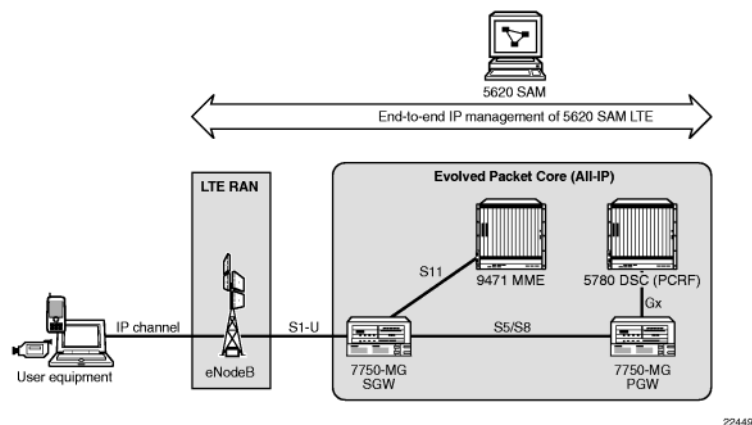 5620 SAM
End-to-end IP management of 5620 SAM LTE
LTE RAN
Evolved Packet Core (All-IP)
S11
9471 MME
5780 DSC (PCRF)
Gx
IP channel
S1-U
S5/S8
User equipment
eNodeB
7750-MG
SGW
7750-MG
PGW
22449